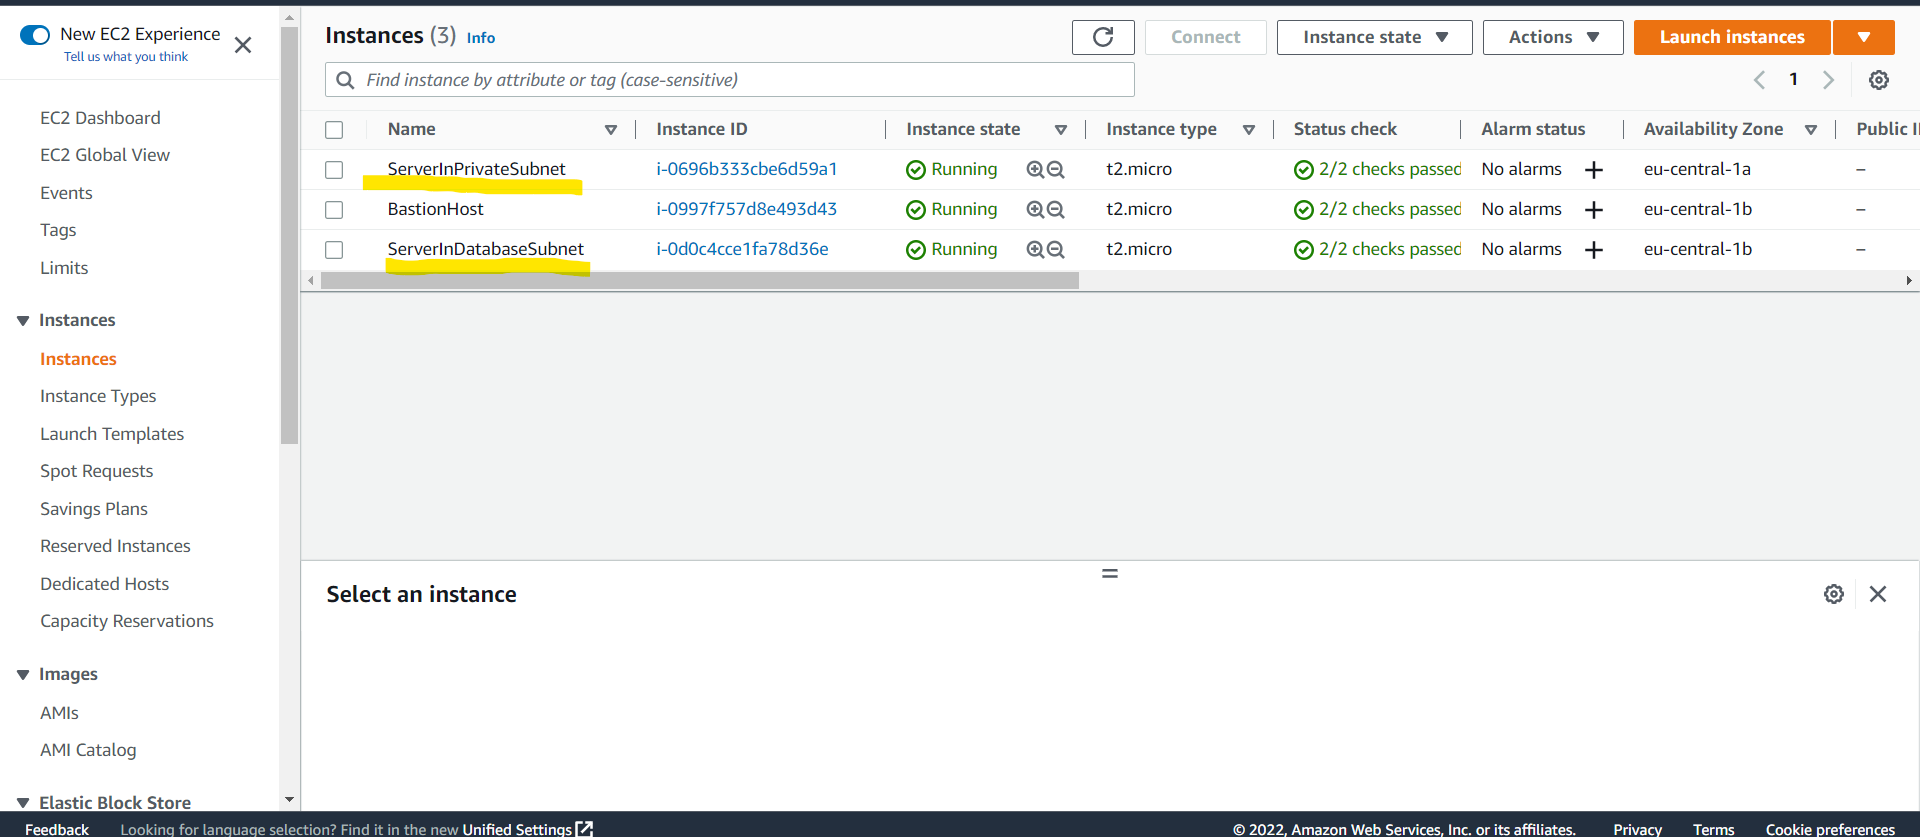 New EC2 Experience
Tell us what you think
EC2 Dashboard
EC2 Global View
Events
Tags
Limits
Instances
Instances
Instance Types
Launch Templates
Spot Requests
Savings Plans
Reserved Instances
Dedicated Hosts
Capacity Reservations
Images
AMIs
AMI Catalog
Elastic Block Store
Instances (3) Info
Connect
Instance state
Actions
Launch instances
Find instance by attribute or tag (case-sensitive)
1
Name Instance ID Instance state Instance type Status check Alarm status Availability Zone Public I
ServerInPrivateSubnet i-0696b333cbe6d59a1 Running t2.micro 2/2 checks passed No alarms + eu-central-1a –
BastionHost i-0997f757d8e493d43 Running t2.micro 2/2 checks passed No alarms + eu-central-1b –
ServerInDatabaseSubnet i-0d0c4cce1fa78d36e Running t2.micro 2/2 checks passed No alarms + eu-central-1b –
Select an instance
Feedback Looking for language selection? Find it in the new Unified Settings © 2022, Amazon Web Services, Inc. or its affiliates. Privacy Terms Cookie preferences